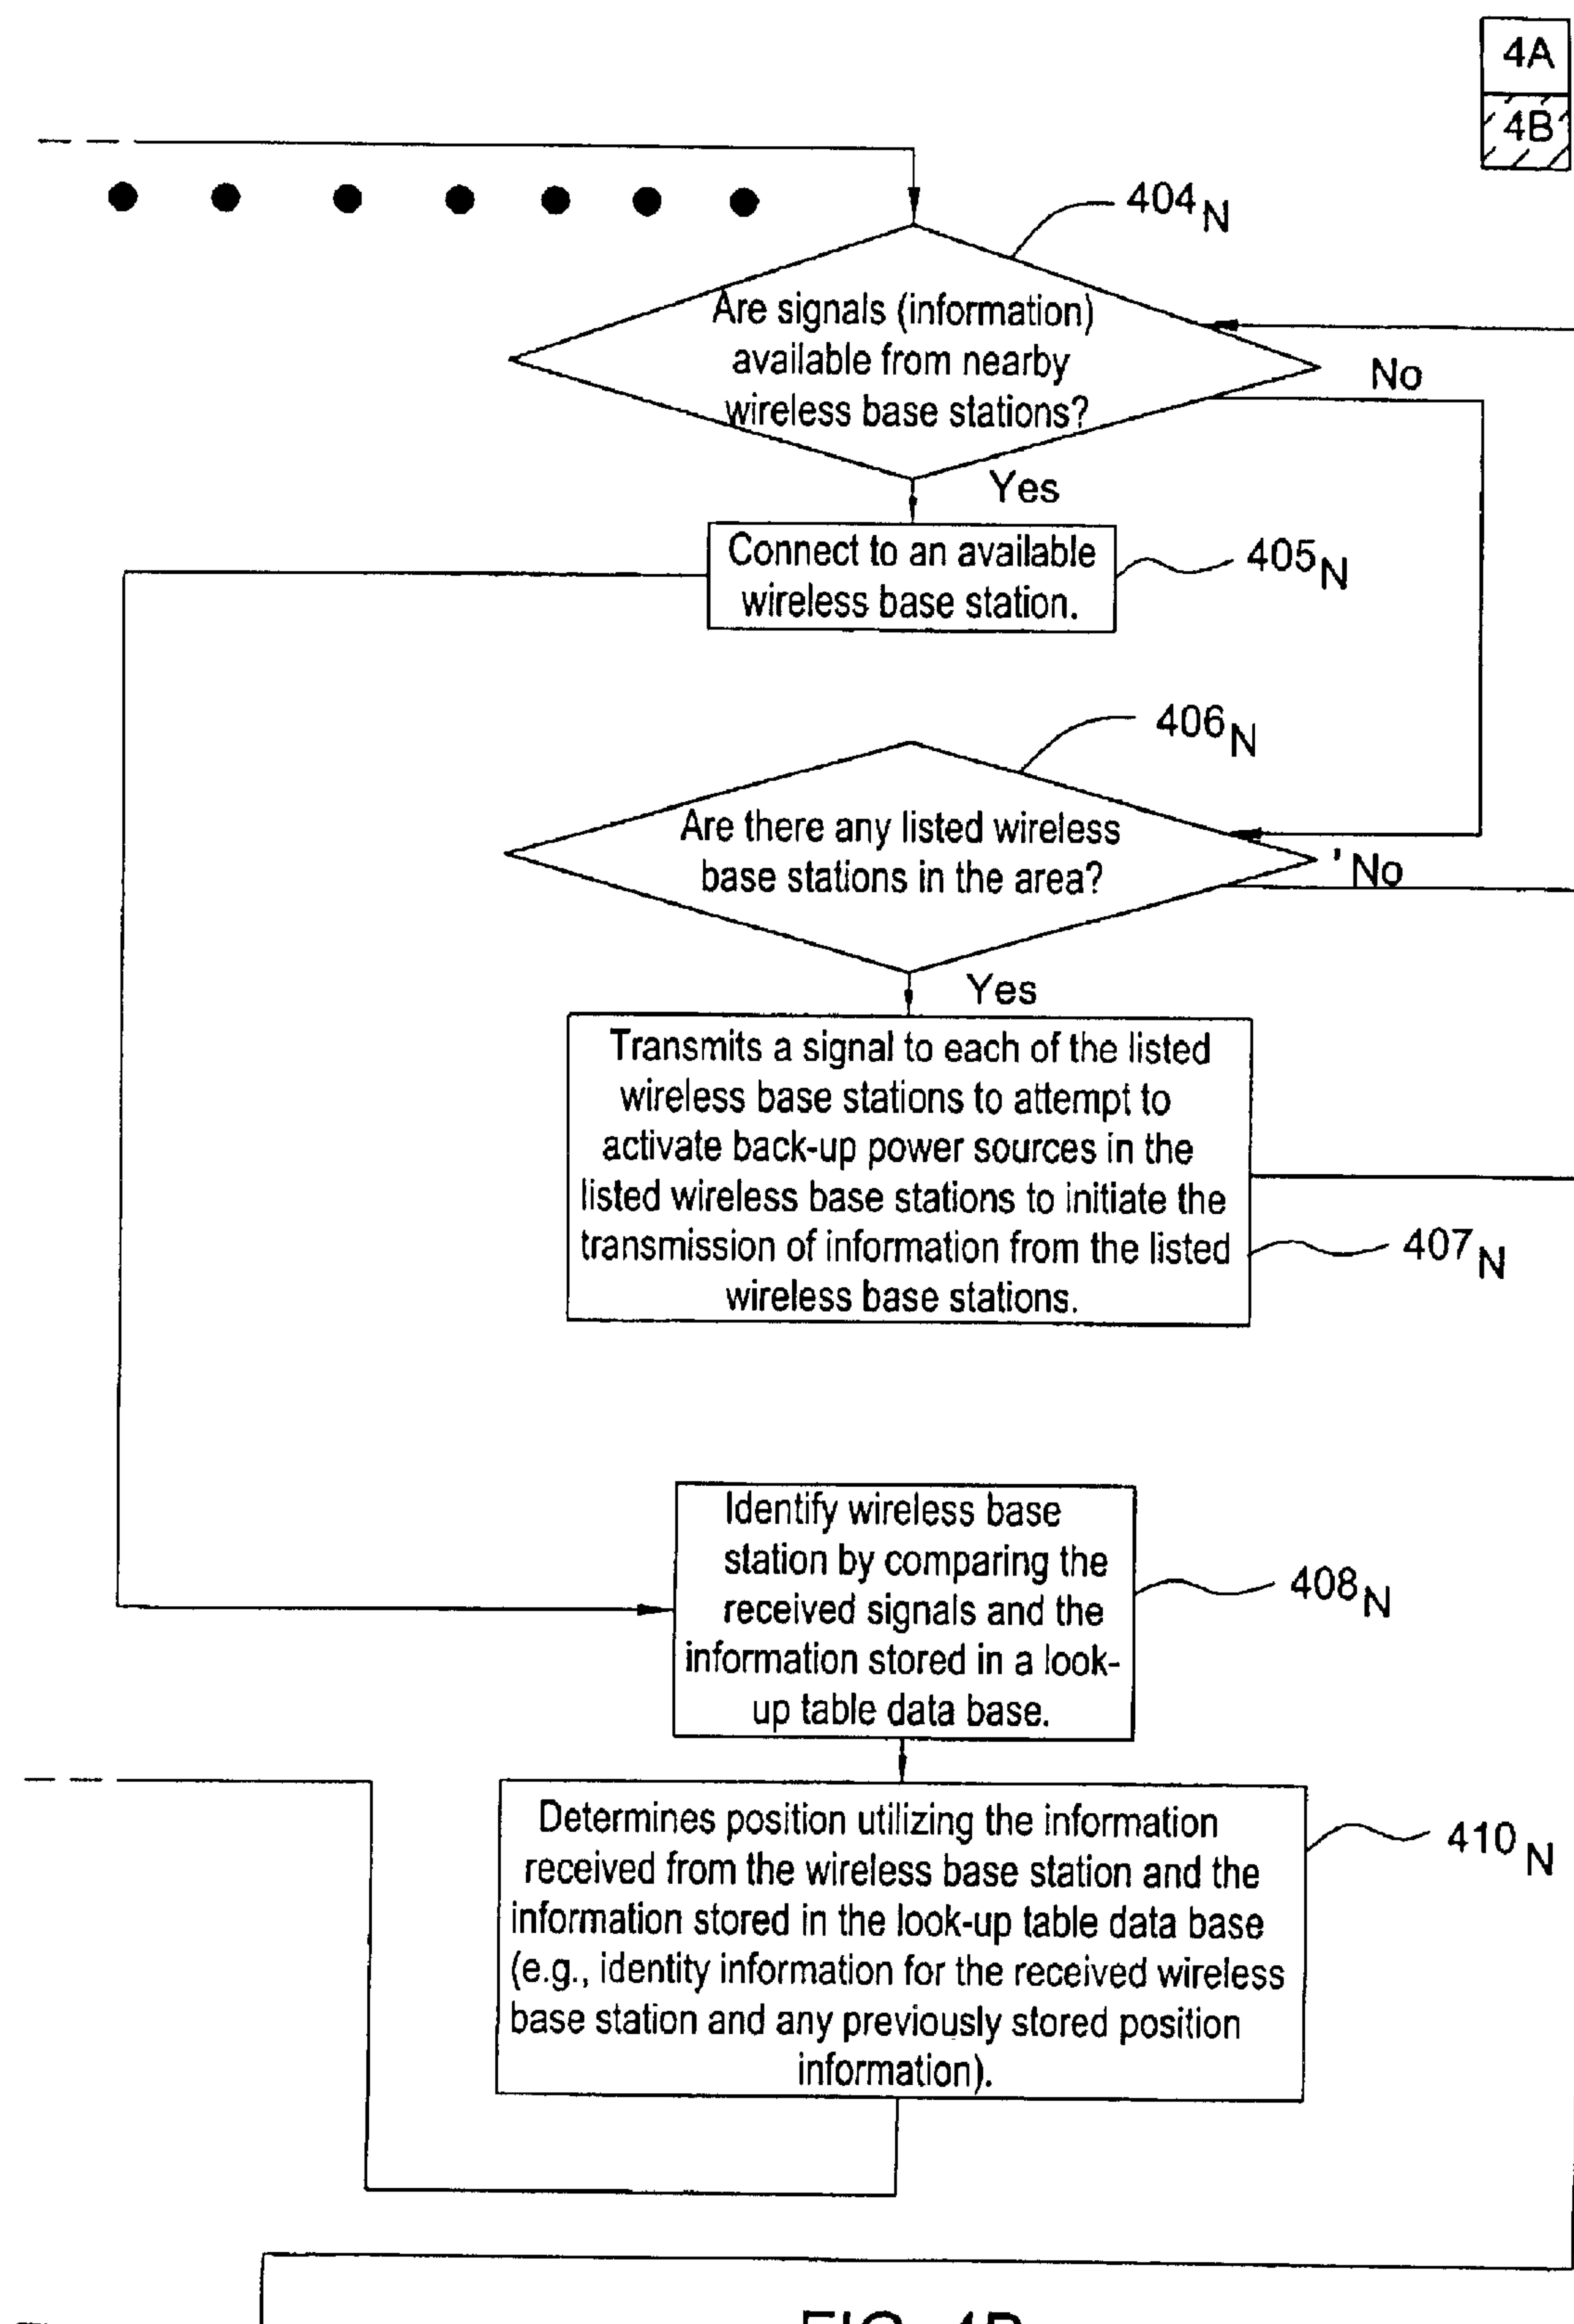 4A
4B
404N
Are signals (information)
available from nearby
wireless base stations?
No
Yes
Connect to an available
wireless base station.
405N
406N
Are there any listed wireless
base stations in the area?
No
Yes
Transmits a signal to each of the listed
wireless base stations to attempt to
activate back-up power sources in the
listed wireless base stations to initiate the
transmission of information from the listed
wireless base stations.
407N
Identify wireless base
station by comparing the
received signals and the
information stored in a look-
up table data base.
408N
Determines position utilizing the information
received from the wireless base station and the
information stored in the look-up table data base
(e.g., identity information for the received wireless
base station and any previously stored position
information).
410N